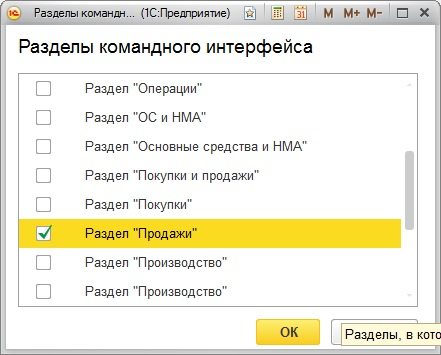 Разделы командн... (1С:Предприятие) M M+ M-
Разделы командного интерфейса
Раздел "Операции"
Раздел "ОС и НМА"
Раздел "Основные средства и НМА"
Раздел "Покупки и продажи"
Раздел "Покупки"
Раздел "Продажи"
Раздел "Производство"
Раздел "Производство"
ОК
Разделы, в кото